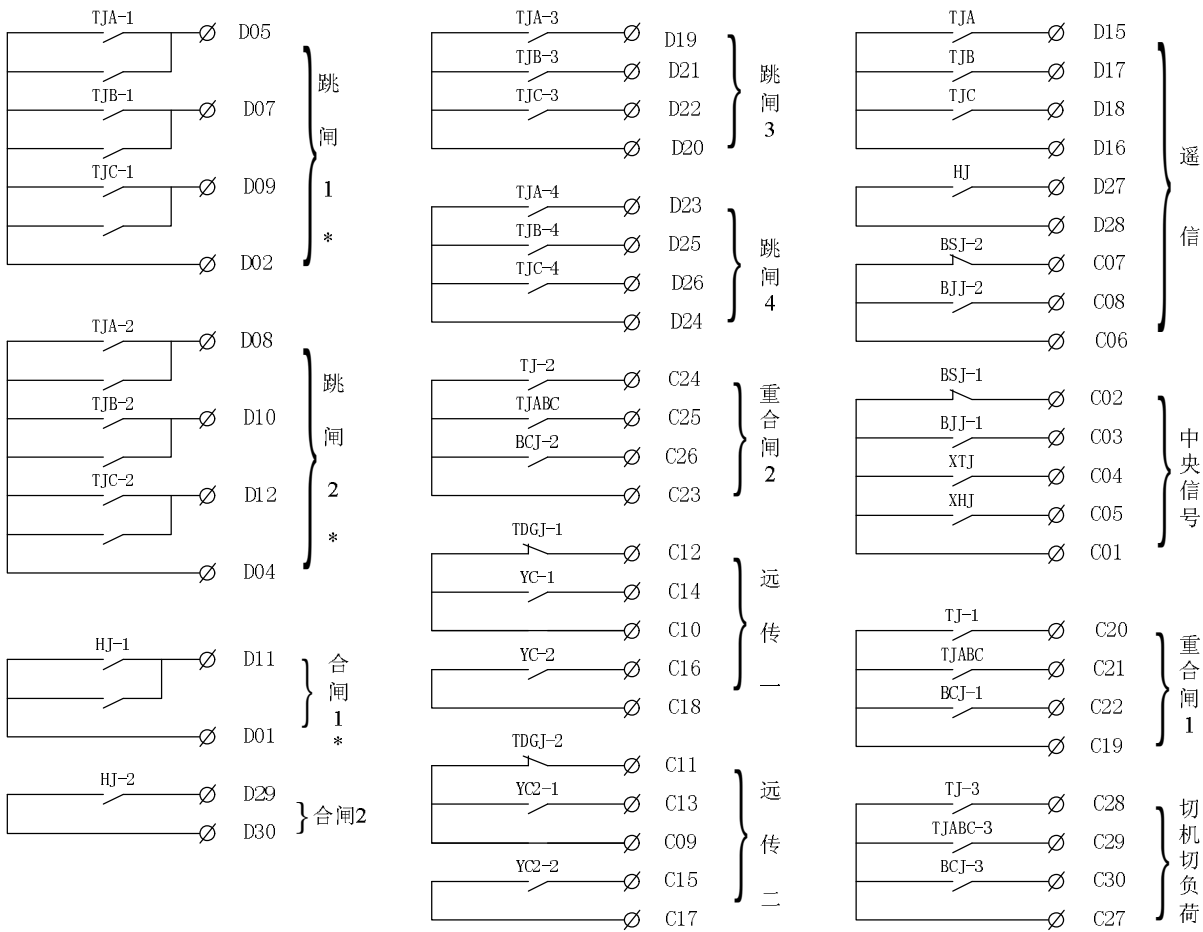 TJA-1
D05
TJB-1
D07
TJC-1
D09
D02
跳闸1*
TJA-2
D08
TJB-2
D10
TJC-2
D12
D04
跳闸2*
HJ-1
D11
D01
合闸1*
HJ-2
D29
D30
合闸2
TJA-3
D19
TJB-3
D21
TJC-3
D22
D20
跳闸3
TJA-4
D23
TJB-4
D25
TJC-4
D26
D24
跳闸4
TJ-2
C24
TJABC
C25
BCJ-2
C26
C23
重合闸2
TDGJ-1
C12
YC-1
C14
C10
YC-2
C16
C18
远传一
TDGJ-2
C11
YC2-1
C13
C09
YC2-2
C15
C17
远传二
TJA
D15
TJB
D17
TJC
D18
D16
HJ
D27
D28
BSJ-2
C07
BJJ-2
C08
C06
遥信
BSJ-1
C02
BJJ-1
C03
XTJ
C04
XHJ
C05
C01
中央信号
TJ-1
C20
TJABC
C21
BCJ-1
C22
C19
重合闸1
TJ-3
C28
TJABC-3
C29
BCJ-3
C30
C27
切机切负荷